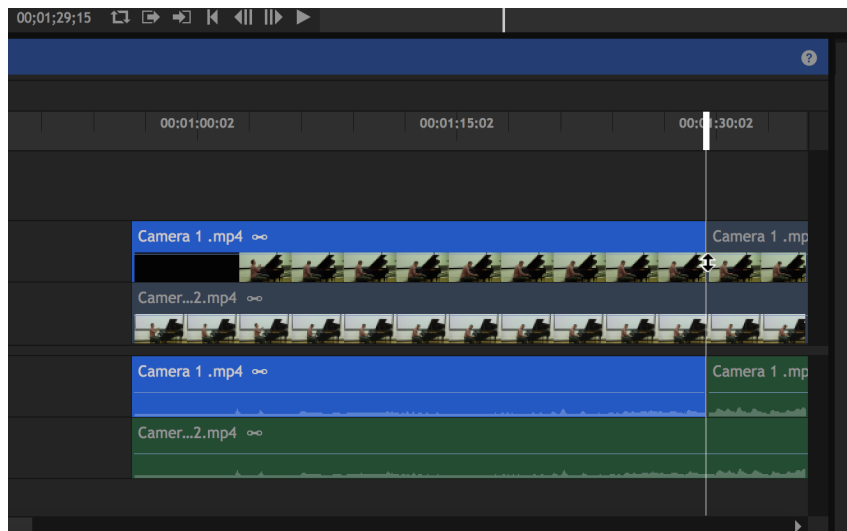 00;01;29;15
?
00;01;00;02 00;01;15;02 00;01;30;02
Camera 1 .mp4 Camera 1 .mp
Camer...2.mp4
Camera 1 .mp4 Camera 1 .mp
Camer...2.mp4